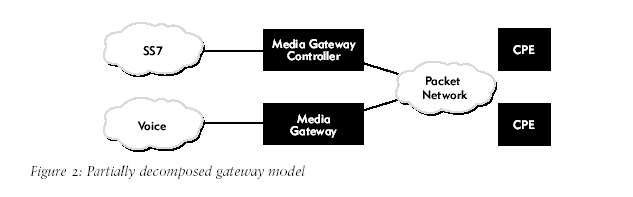 SS7
Media Gateway
Controller
CPE
Packet
Network
Voice
Media
Gateway
CPE
Figure 2: Partially decomposed gateway model